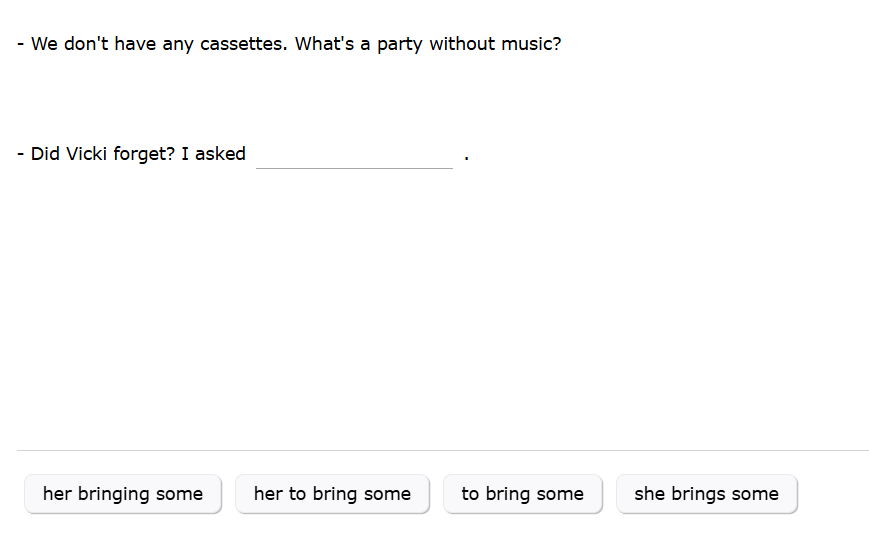 - We don't have any cassettes. What's a party without music?
- Did Vicki forget? I asked .
her bringing some
her to bring some
to bring some
she brings some